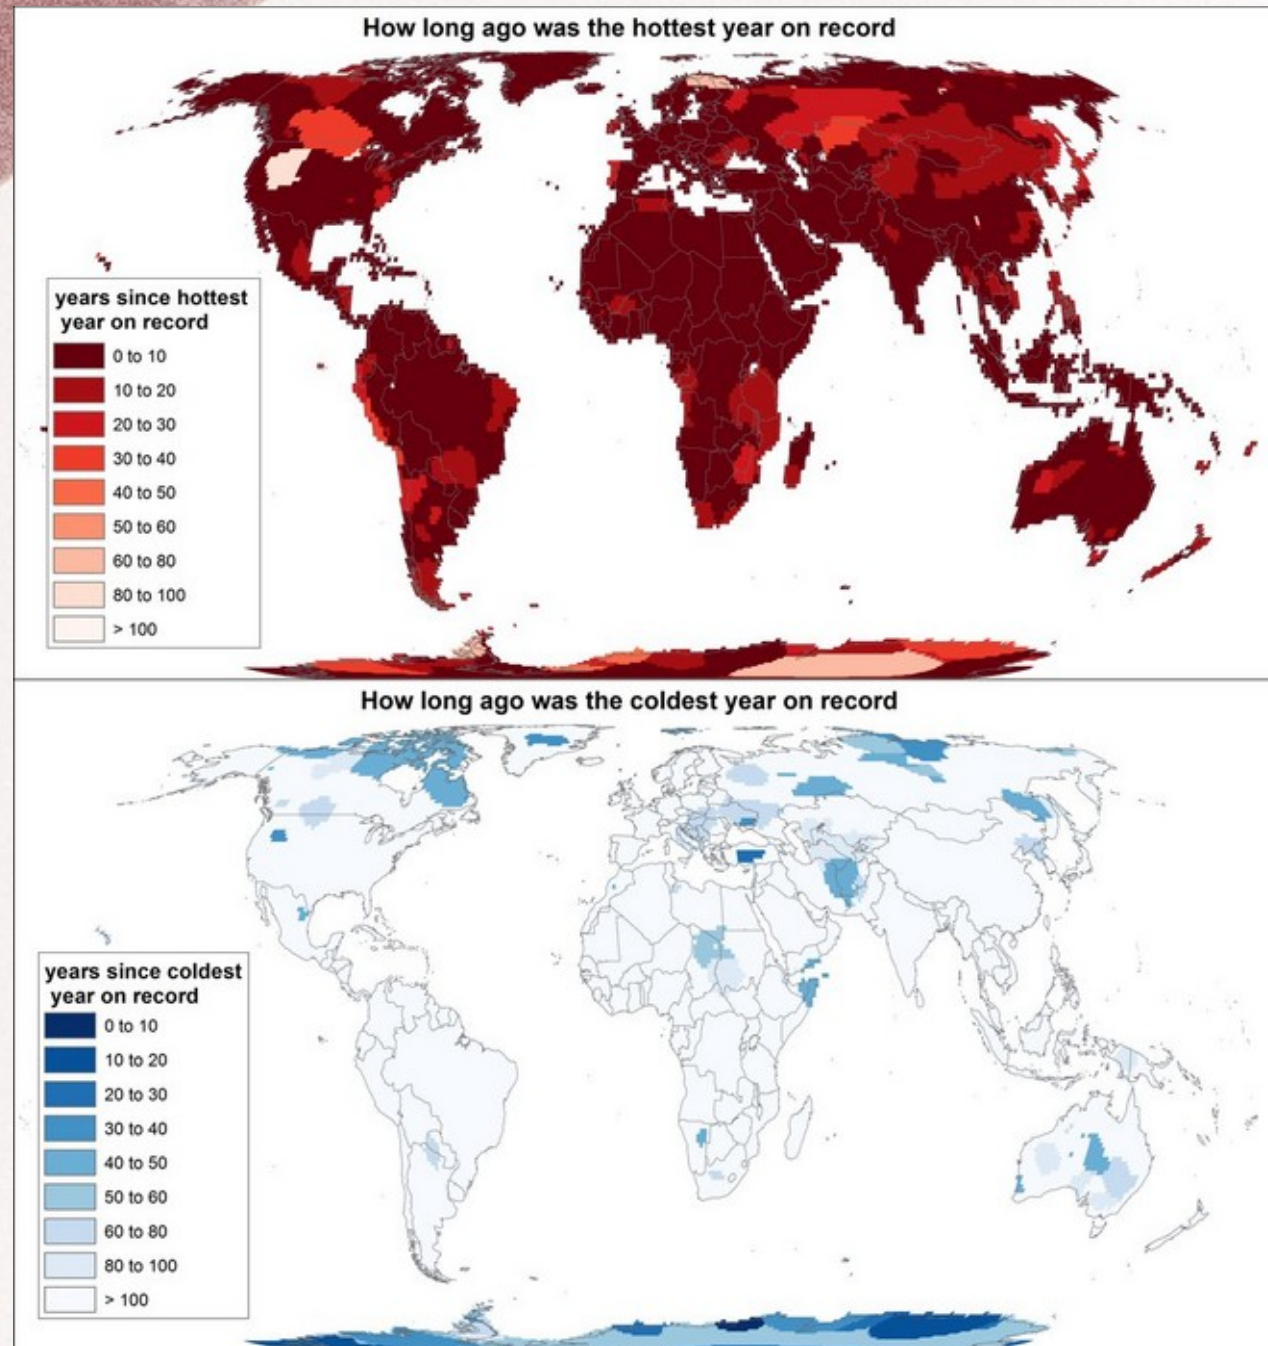 How long ago was the hottest year on record
years since hottest
year on record
0 to 10
10 to 20
20 to 30
30 to 40
40 to 50
50 to 60
60 to 80
80 to 100
> 100
How long ago was the coldest year on record
years since coldest
year on record
0 to 10
10 to 20
20 to 30
30 to 40
40 to 50
50 to 60
60 to 80
80 to 100
> 100